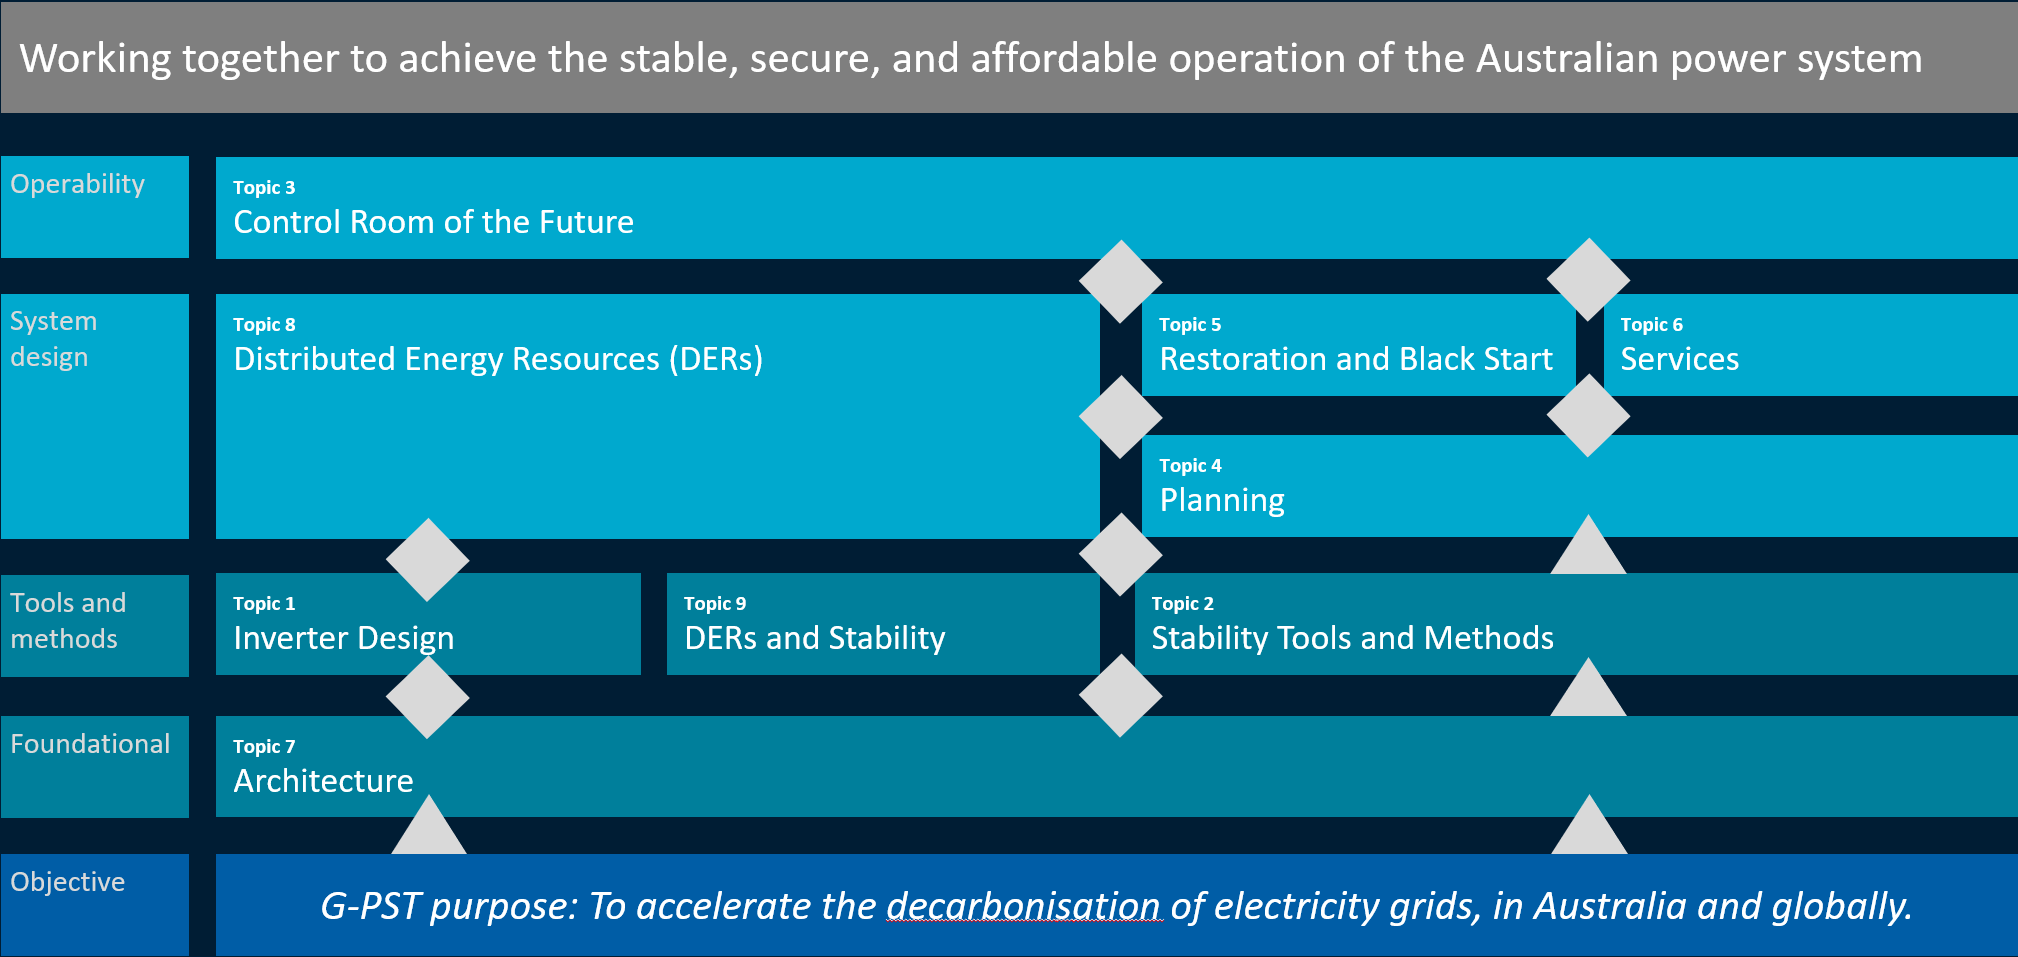 Working together to achieve the stable, secure, and affordable operation of the Australian power system
Operability
Topic 3
Control Room of the Future
System
design
Topic 8
Distributed Energy Resources (DERs)
Topic 5
Restoration and Black Start
Topic 6
Services
Topic 4
Planning
Tools and
methods
Topic 1
Inverter Design
Topic 9
DERs and Stability
Topic 2
Stability Tools and Methods
Foundational
Topic 7
Architecture
Objective
G-PST purpose: To accelerate the decarbonisation of electricity grids, in Australia and globally.